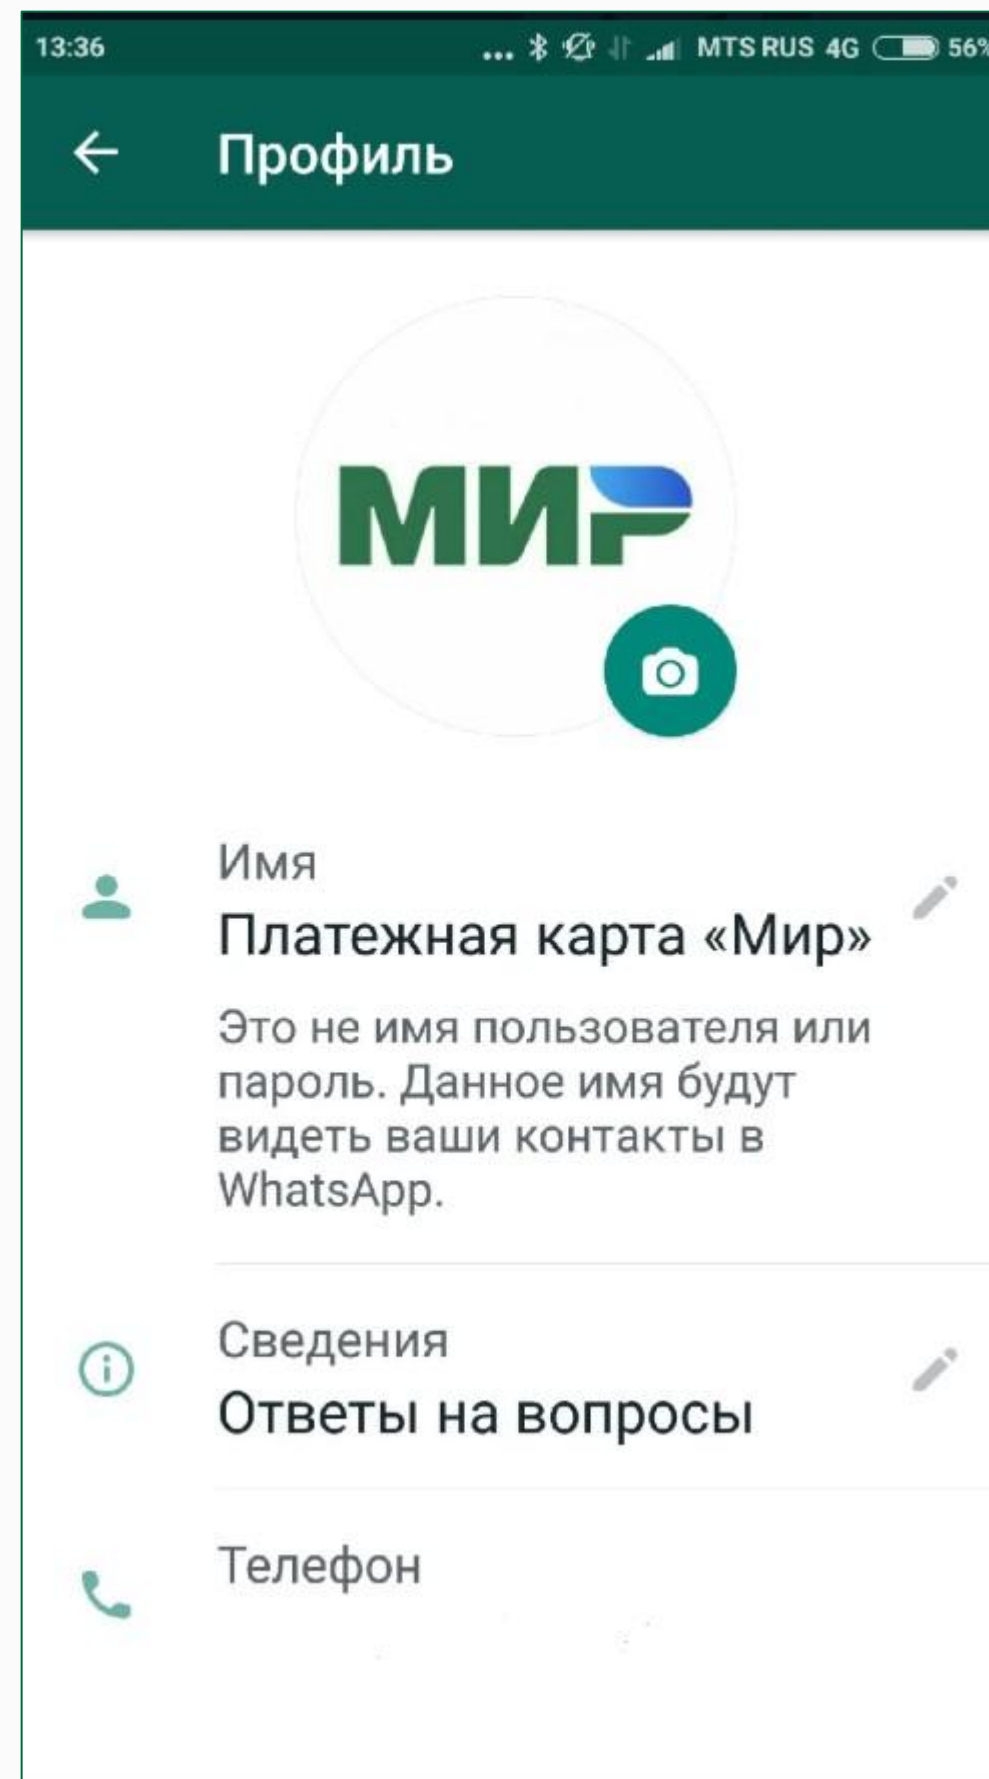 13:36 ... MTS RUS 4G 56%
Профиль
МИР
Имя
Платежная карта «Мир»
Это не имя пользователя или
пароль. Данное имя будут
видеть ваши контакты в
WhatsApp.
Сведения
Ответы на вопросы
Телефон